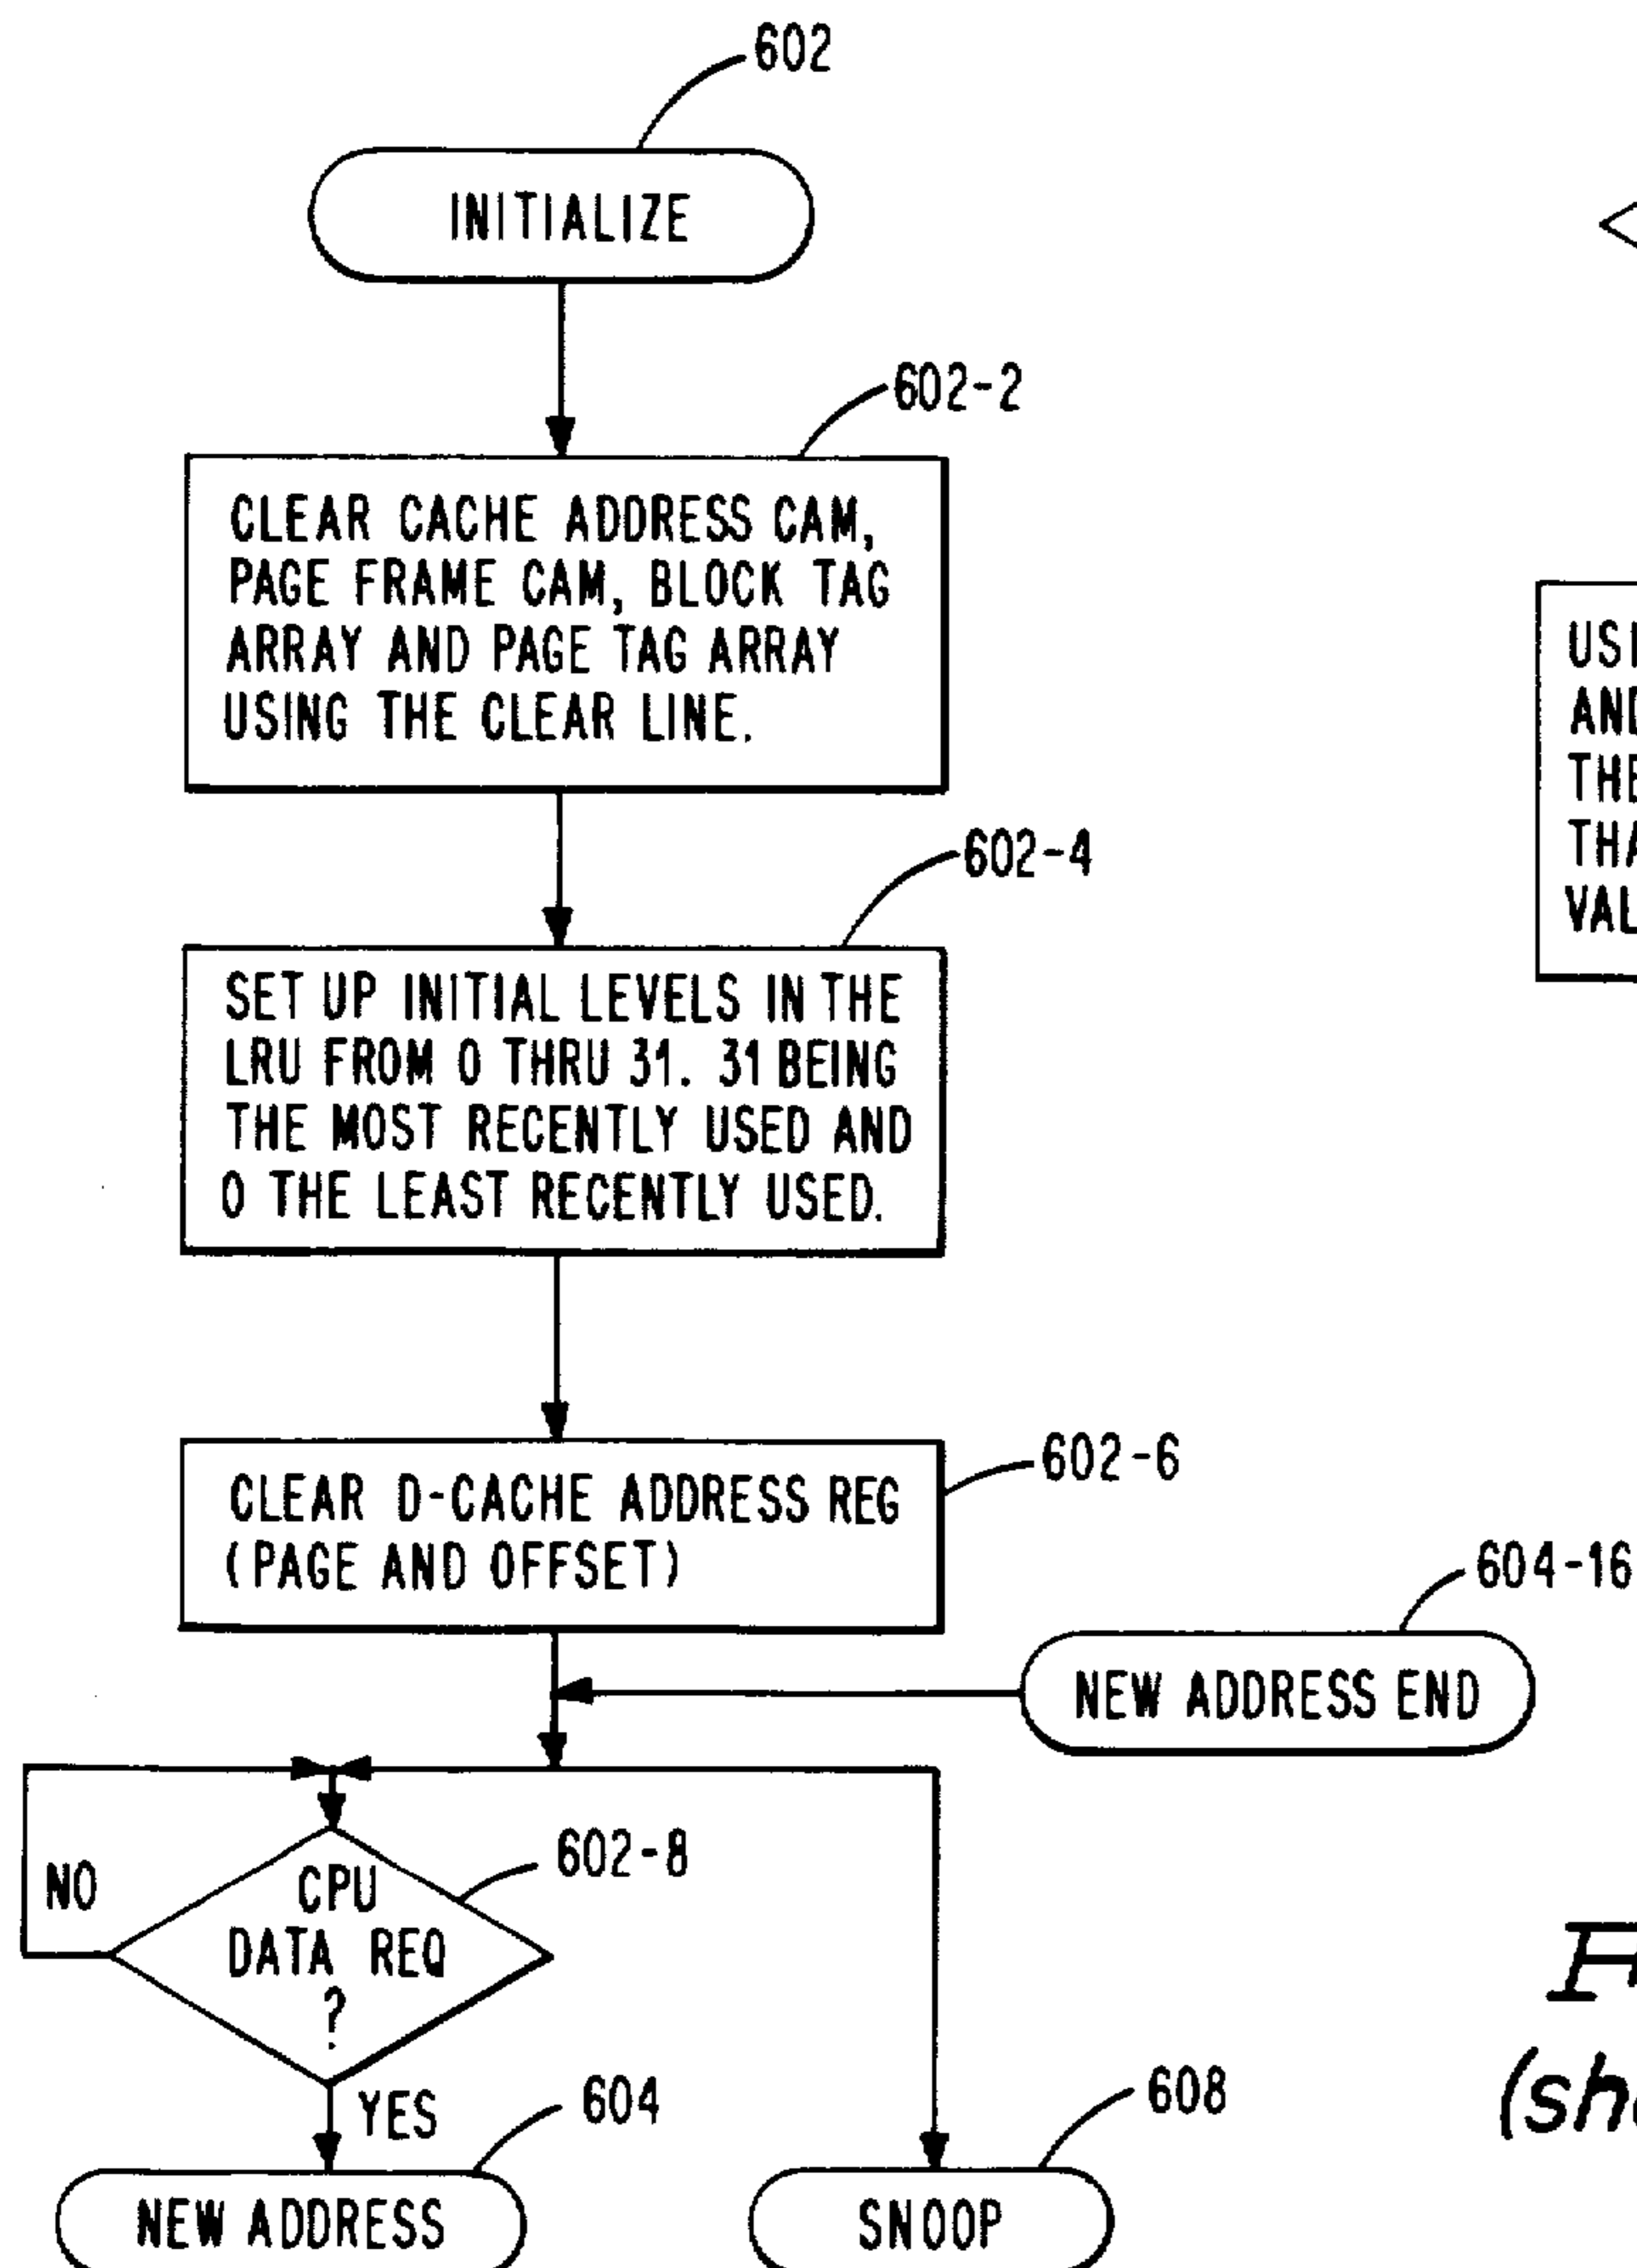 602
INITIALIZE
602-2
CLEAR CACHE ADDRESS CAM,
PAGE FRAME CAM, BLOCK TAG
ARRAY AND PAGE TAG ARRAY
USING THE CLEAR LINE.
602-4
SET UP INITIAL LEVELS IN THE
LRU FROM 0 THRU 31. 31 BEING
THE MOST RECENTLY USED AND
0 THE LEAST RECENTLY USED.
602-6
CLEAR D-CACHE ADDRESS REG
(PAGE AND OFFSET)
604-16
NEW ADDRESS END
NO
602-8
CPU
DATA REQ
?
YES
604
NEW ADDRESS
608
SNOOP